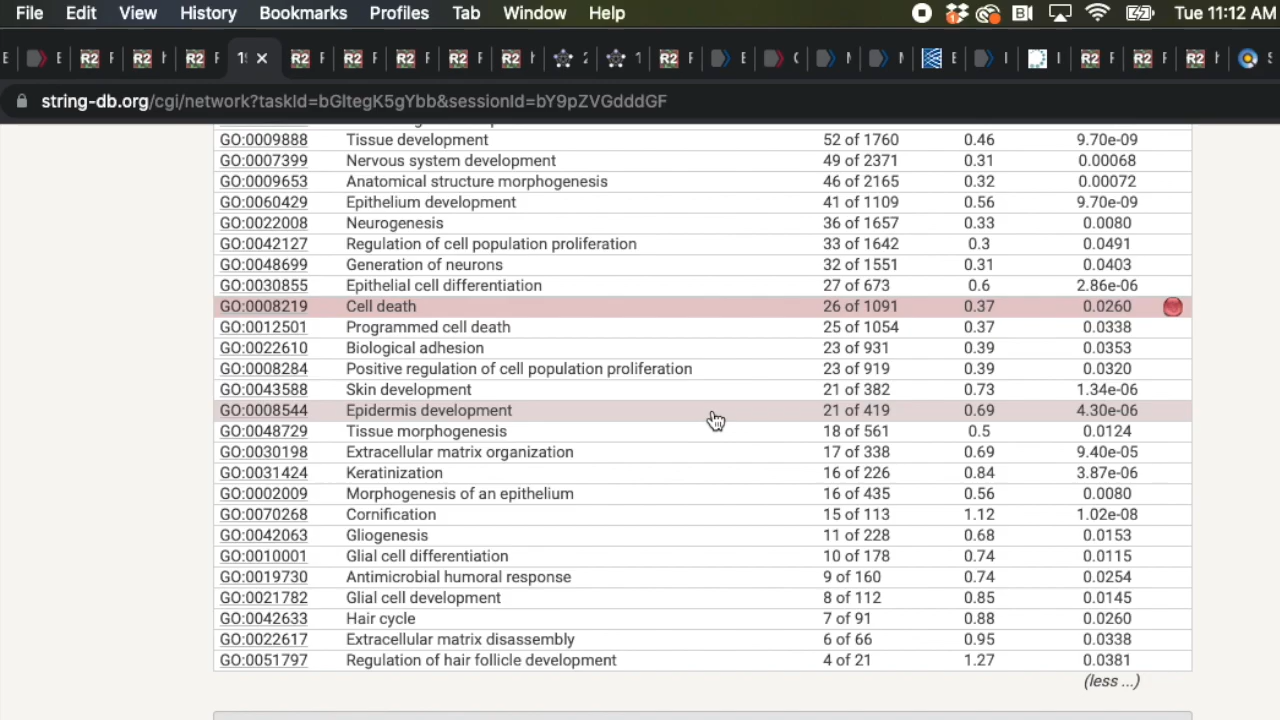 File Edit View History Bookmarks Profiles Tab Window Help Tue 11:12 AM
string-db.org/cgi/network?taskId=bGltegK5gYbb&sessionId=bY9pZVGdddGF
GO:0009888 Tissue development 52 of 1760 0.46 9.70e-09
GO:0007399 Nervous system development 49 of 2371 0.31 0.00068
GO:0009653 Anatomical structure morphogenesis 46 of 2165 0.32 0.00072
GO:0060429 Epithelium development 41 of 1109 0.56 9.70e-09
GO:0022008 Neurogenesis 36 of 1657 0.33 0.0080
GO:0042127 Regulation of cell population proliferation 33 of 1642 0.3 0.0491
GO:0048699 Generation of neurons 32 of 1551 0.31 0.0403
GO:0030855 Epithelial cell differentiation 27 of 673 0.6 2.86e-06
GO:0008219 Cell death 26 of 1091 0.37 0.0260
GO:0012501 Programmed cell death 25 of 1054 0.37 0.0338
GO:0022610 Biological adhesion 23 of 931 0.39 0.0353
GO:0008284 Positive regulation of cell population proliferation 23 of 919 0.39 0.0320
GO:0043588 Skin development 21 of 382 0.73 1.34e-06
GO:0008544 Epidermis development 21 of 419 0.69 4.30e-06
GO:0048729 Tissue morphogenesis 18 of 561 0.5 0.0124
GO:0030198 Extracellular matrix organization 17 of 338 0.69 9.40e-05
GO:0031424 Keratinization 16 of 226 0.84 3.87e-06
GO:0002009 Morphogenesis of an epithelium 16 of 435 0.56 0.0080
GO:0070268 Cornification 15 of 113 1.12 1.02e-08
GO:0042063 Gliogenesis 11 of 228 0.68 0.0153
GO:0010001 Glial cell differentiation 10 of 178 0.74 0.0115
GO:0019730 Antimicrobial humoral response 9 of 160 0.74 0.0254
GO:0021782 Glial cell development 8 of 112 0.85 0.0145
GO:0042633 Hair cycle 7 of 91 0.88 0.0260
GO:0022617 Extracellular matrix disassembly 6 of 66 0.95 0.0338
GO:0051797 Regulation of hair follicle development 4 of 21 1.27 0.0381
(less ...)